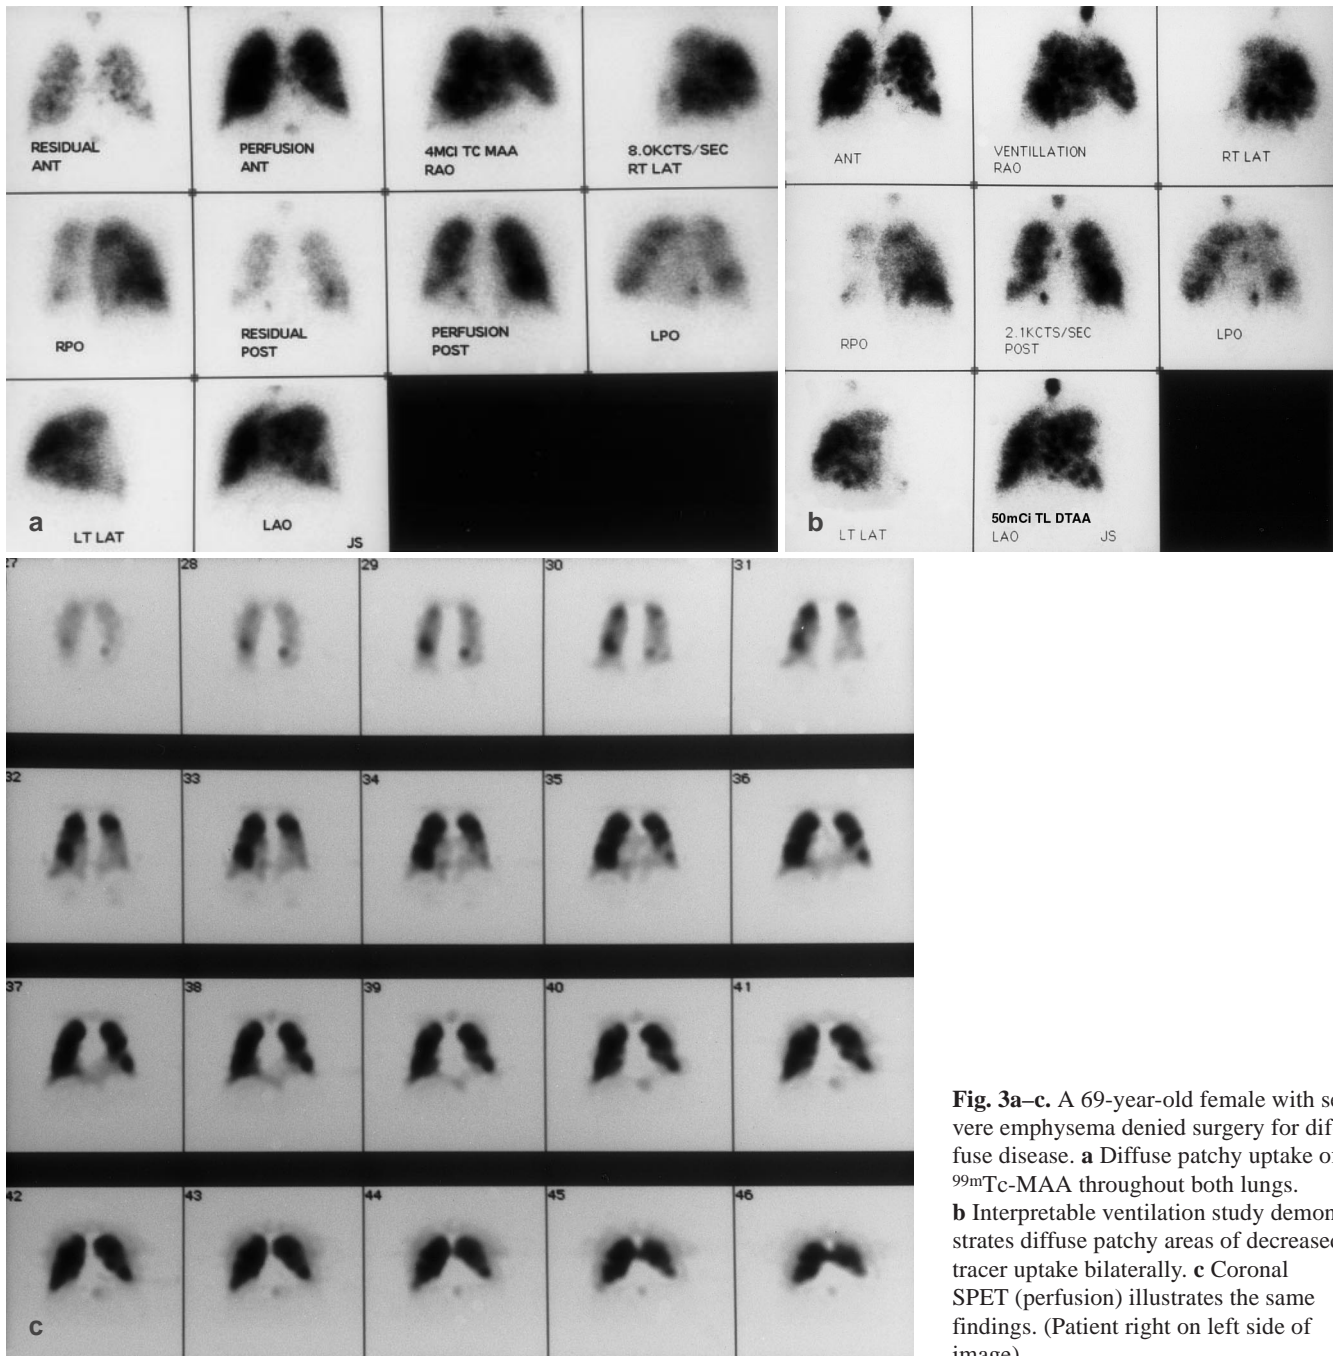 RESIDUAL
ANT
PERFUSION
ANT
4MCI TC MAA
RAO
8.0KCTS/SEC
RT LAT
RPO
RESIDUAL
POST
PERFUSION
POST
LPO
a
LT LAT
LAO
JS
ANT
VENTILLATION
RAO
RT LAT
RPO
2.1KCTS/SEC
POST
LPO
b
LT LAT
50mCi TL DTAA
LAO
JS
27
28
29
30
31
32
33
34
35
36
37
38
39
40
41
42
43
44
45
46
c
Fig. 3a–c. A 69-year-old female with se
vere emphysema denied surgery for dif
fuse disease. a Diffuse patchy uptake of
99mTc-MAA throughout both lungs.
b Interpretable ventilation study demon
strates diffuse patchy areas of decreased
tracer uptake bilaterally. c Coronal
SPET (perfusion) illustrates the same
findings. (Patient right on left side of
image)